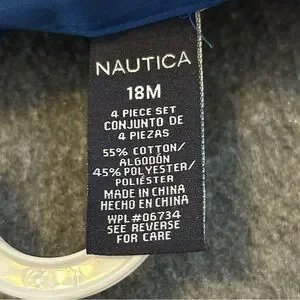 NAUTICA
18M
4 PIECE SET
CONJUNTO DE
4 PIEZAS
55% COTTON/
ALGODÓN
45% POLYESTER/
POLIÉSTER
MADE IN CHINA
HECHO EN CHINA
WPL#06734
SEE REVERSE
FOR CARE